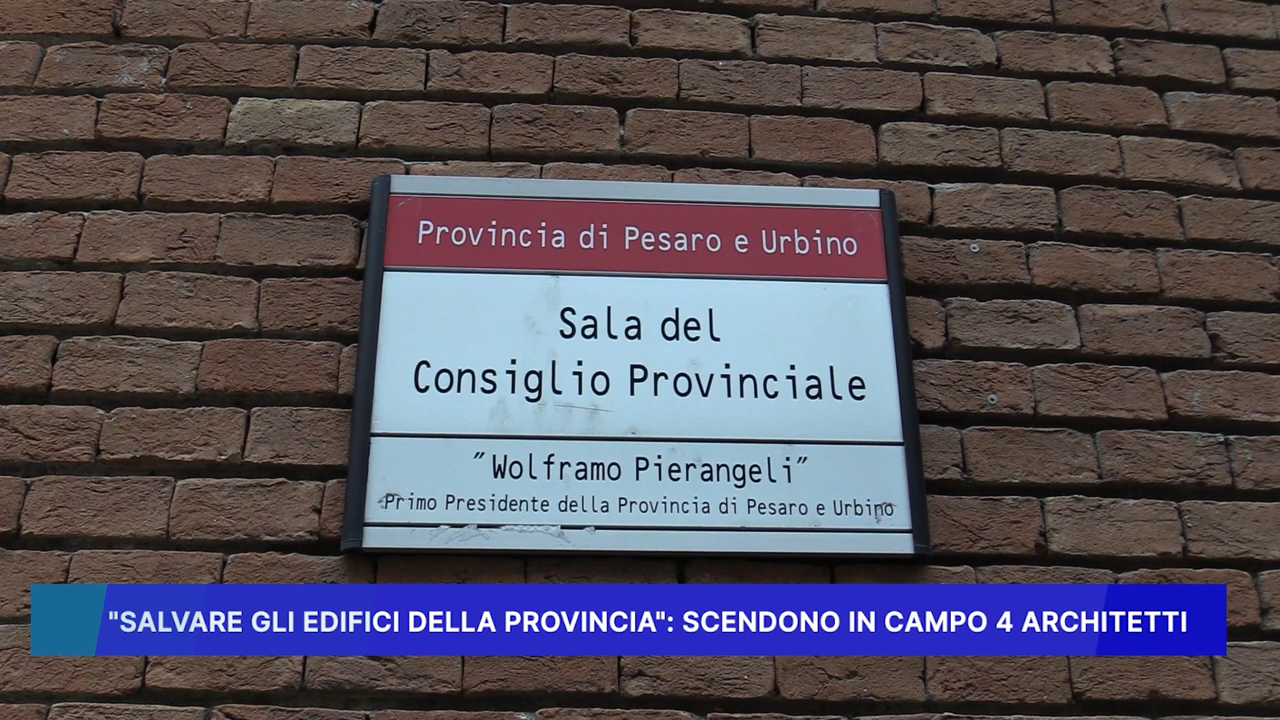 Provincia di Pesaro e Urbino
Sala del
Consiglio Provinciale
"Wolframo Pierangeli"
Primo Presidente della Provincia di Pesaro e Urbino
"SALVARE GLI EDIFICI DELLA PROVINCIA": SCENDONO IN CAMPO 4 ARCHITETTI